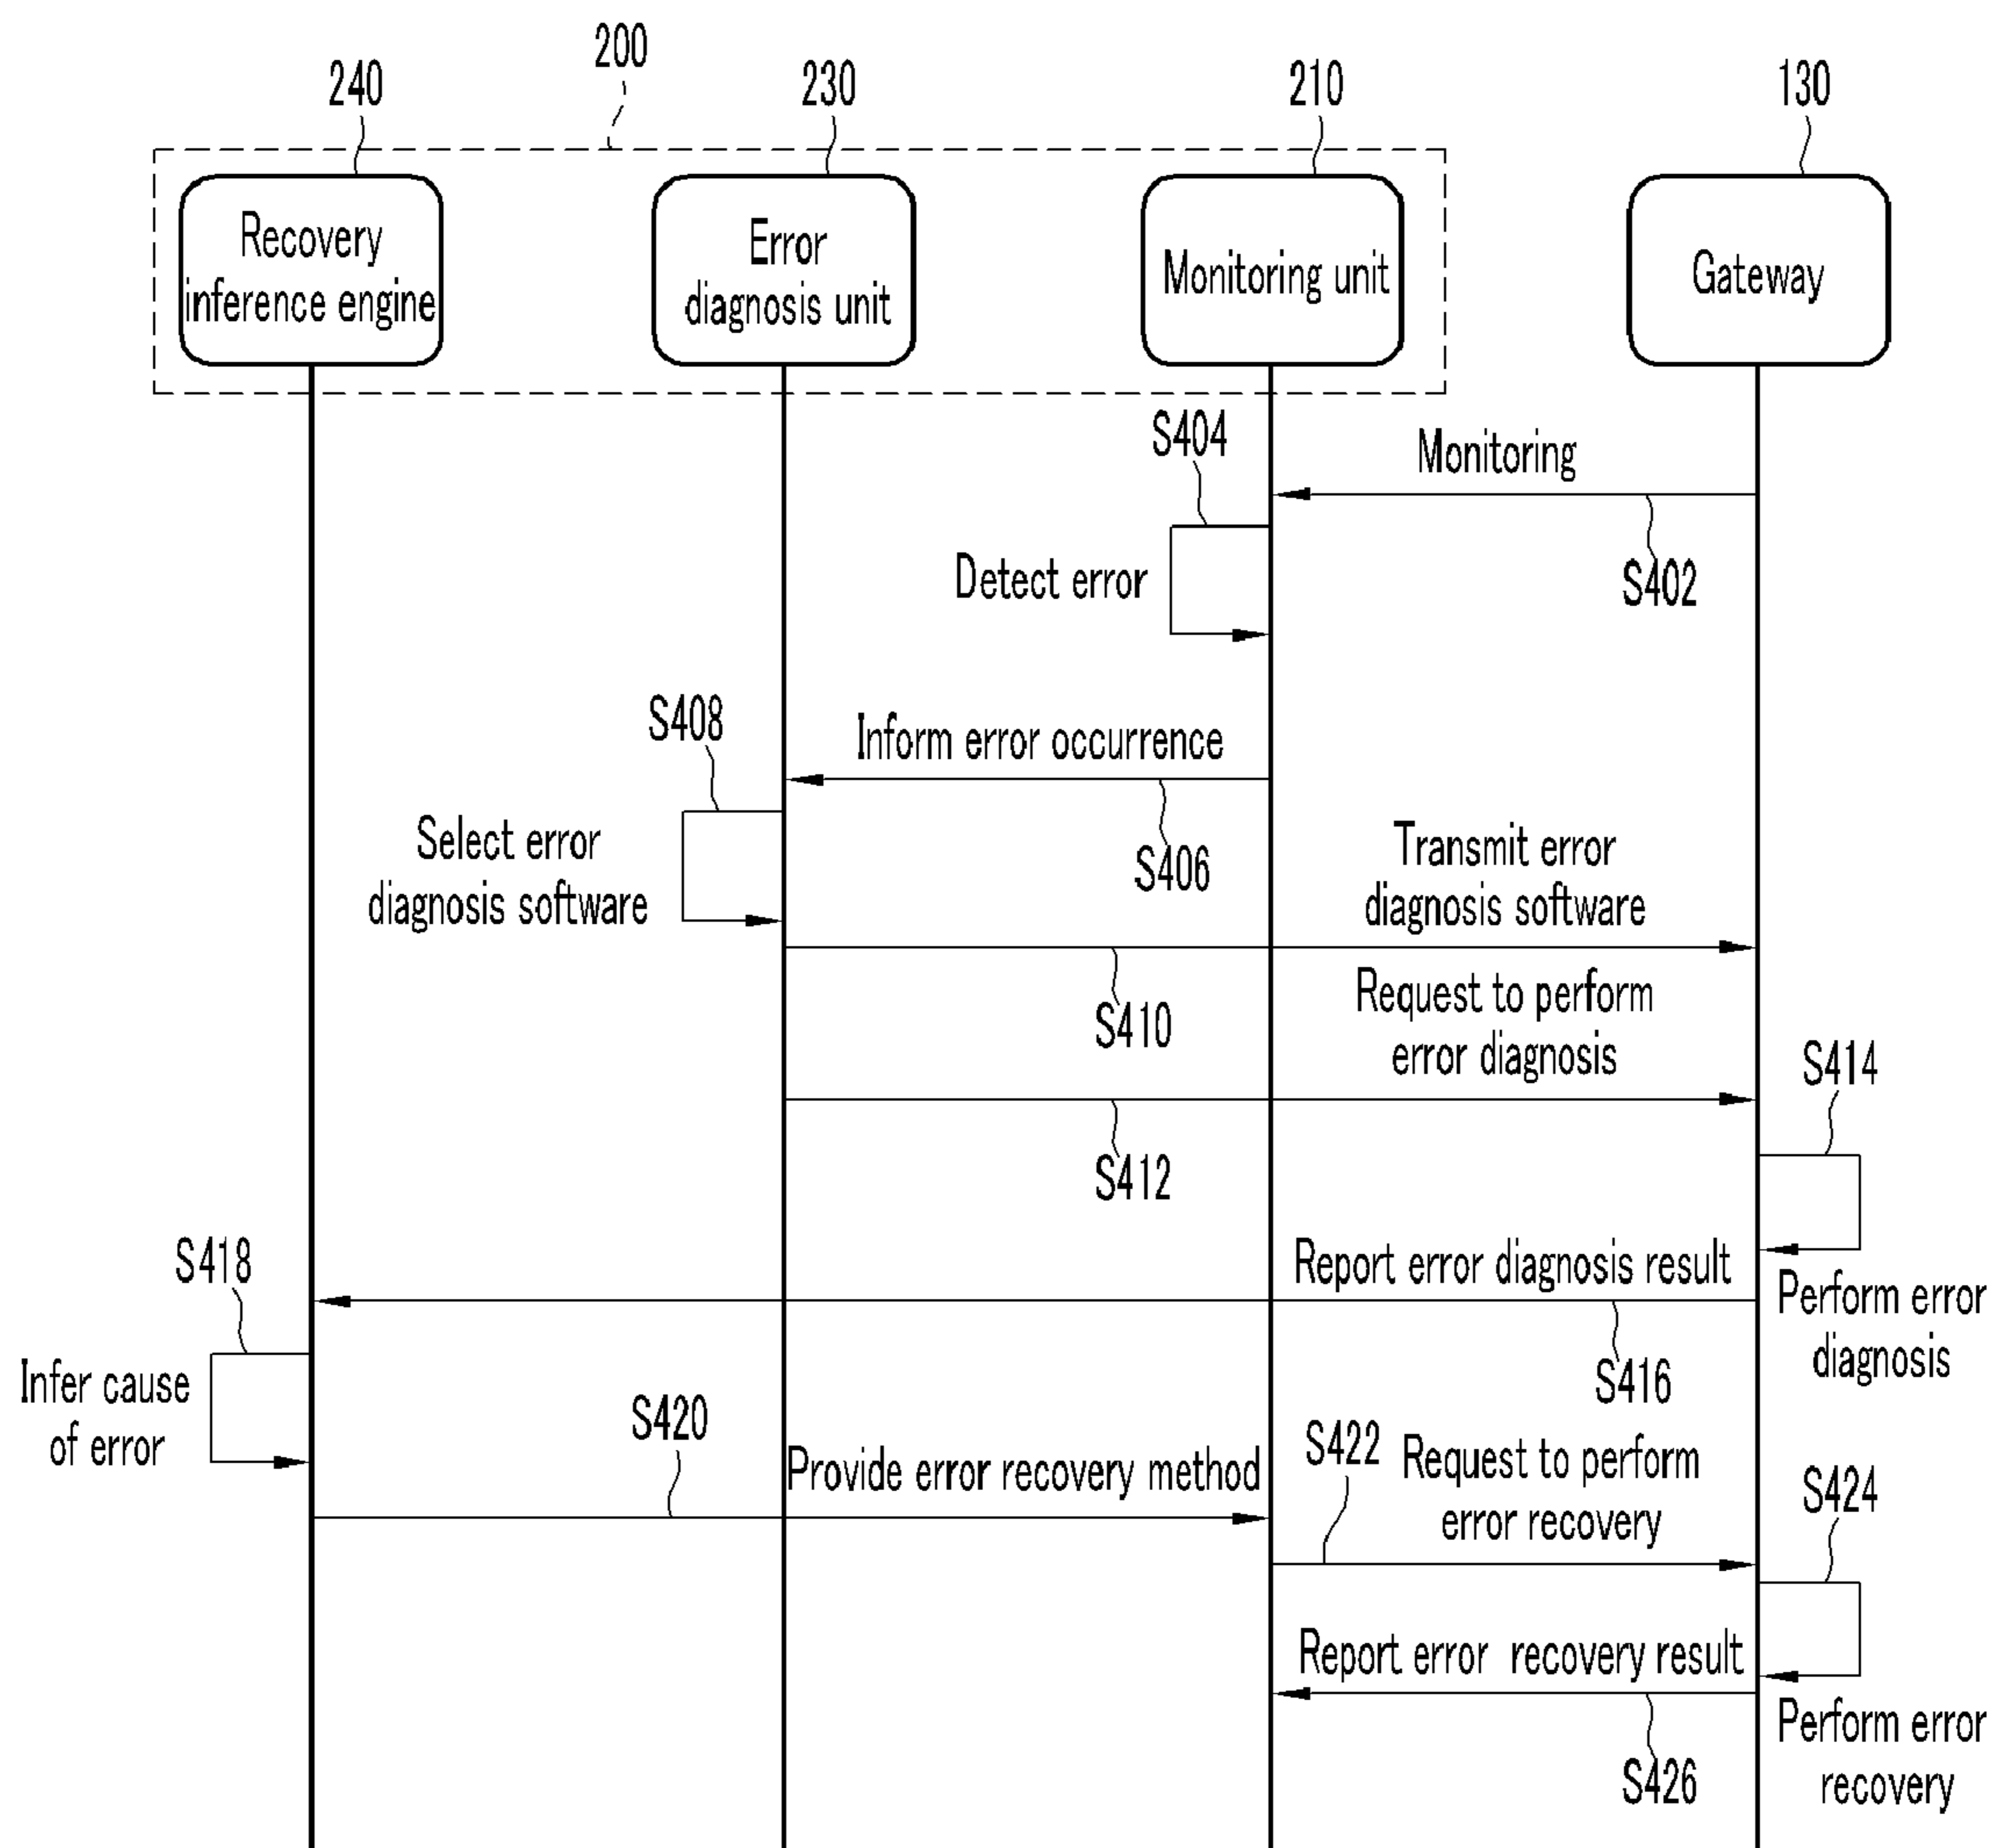 200
240
230
210
130
Recovery
inference engine
Error
diagnosis unit
Monitoring unit
Gateway
S404
Monitoring
S402
Detect error
S408
Inform error occurrence
S406
Select error
diagnosis software
Transmit error
diagnosis software
S410
Request to perform
error diagnosis
S412
S414
Perform error
diagnosis
Report error diagnosis result
S416
S418
Infer cause
of error
S420
Provide error recovery method
S422
Request to perform
error recovery
S424
Report error recovery result
Perform error
recovery
S426